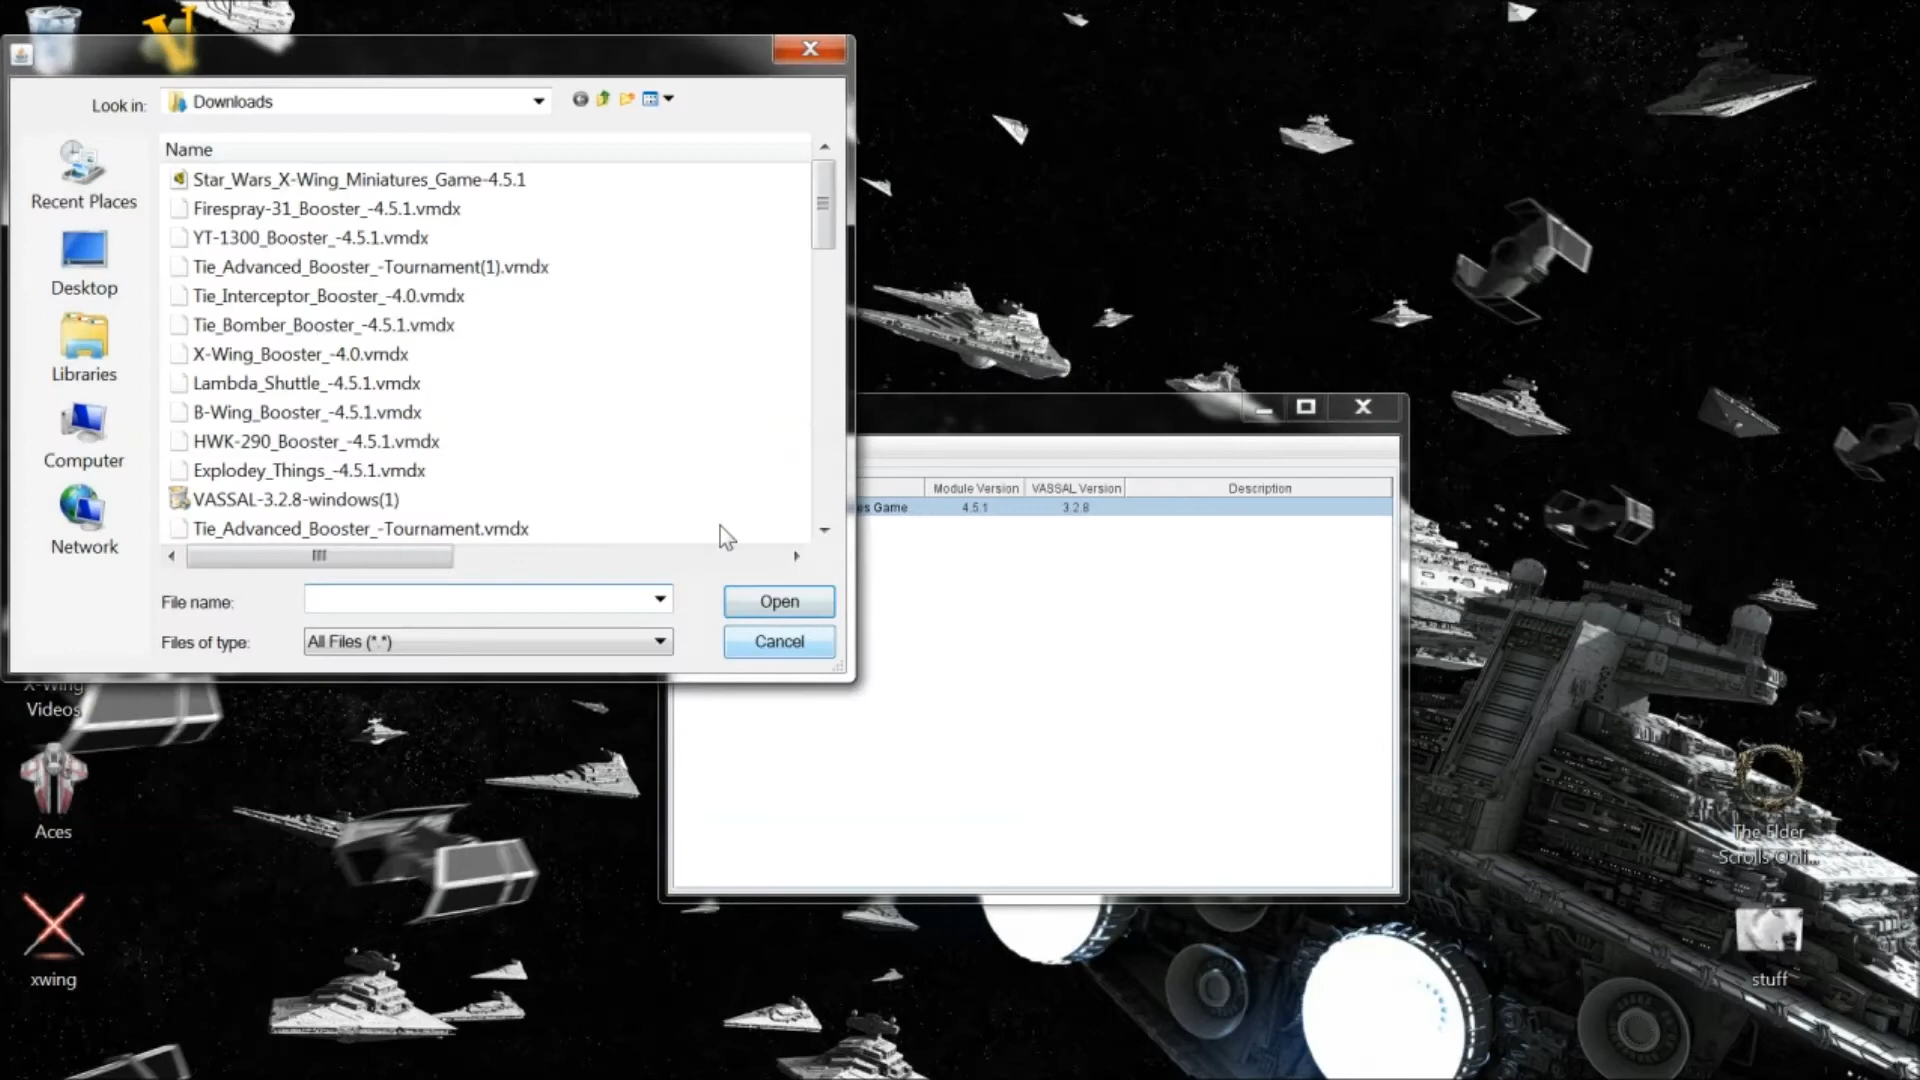 Look in:
Downloads
Name
Star_Wars_X-Wing_Miniatures_Game-4.5.1
Firespray-31_Booster_-4.5.1.vmdx
YT-1300_Booster_-4.5.1.vmdx
Tie_Advanced_Booster_-Tournament(1).vmdx
Tie_Interceptor_Booster_-4.0.vmdx
Tie_Bomber_Booster_-4.5.1.vmdx
X-Wing_Booster_-4.0.vmdx
Lambda_Shuttle_-4.5.1.vmdx
B-Wing_Booster_-4.5.1.vmdx
HWK-290_Booster_-4.5.1.vmdx
Explodey_Things_-4.5.1.vmdx
VASSAL-3.2.8-windows(1)
Tie_Advanced_Booster_-Tournament.vmdx
Recent Places
Desktop
Libraries
Computer
Network
File name:
Open
Files of type:
All Files (*.*)
Cancel
Module Version
VASSAL Version
Description
es Game
4.5.1
3.2.8
X-Wing
Videos
Aces
xwing
The Elder
Scrolls Onli...
stuff